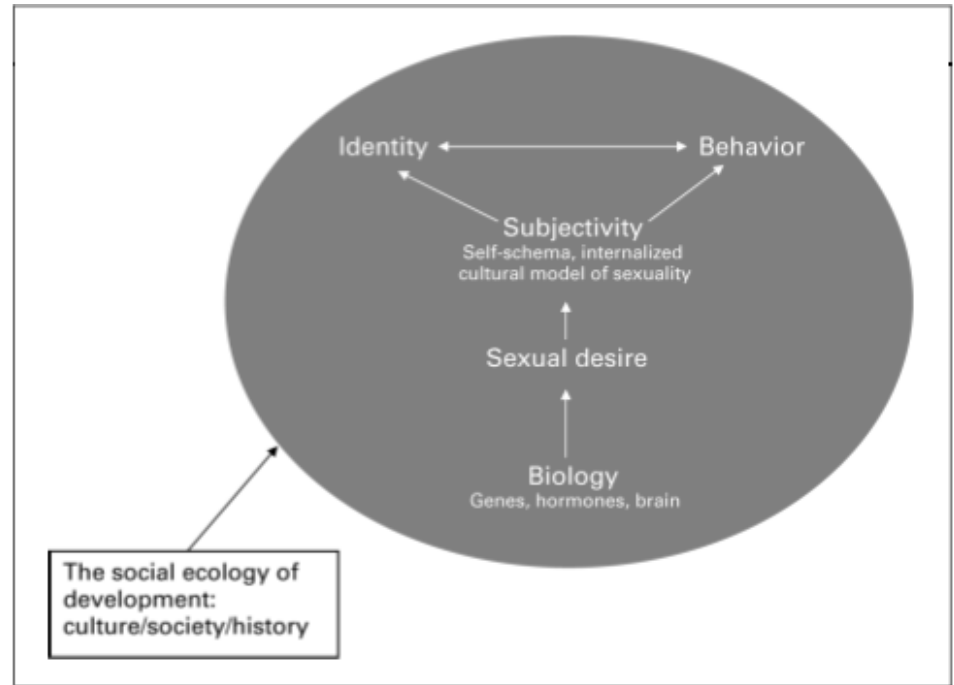 Identity
Behavior
Subjectivity
Self-schema, internalized
cultural model of sexuality
Sexual desire
Biology
Genes, hormones, brain
The social ecology of
development:
culture/society/history